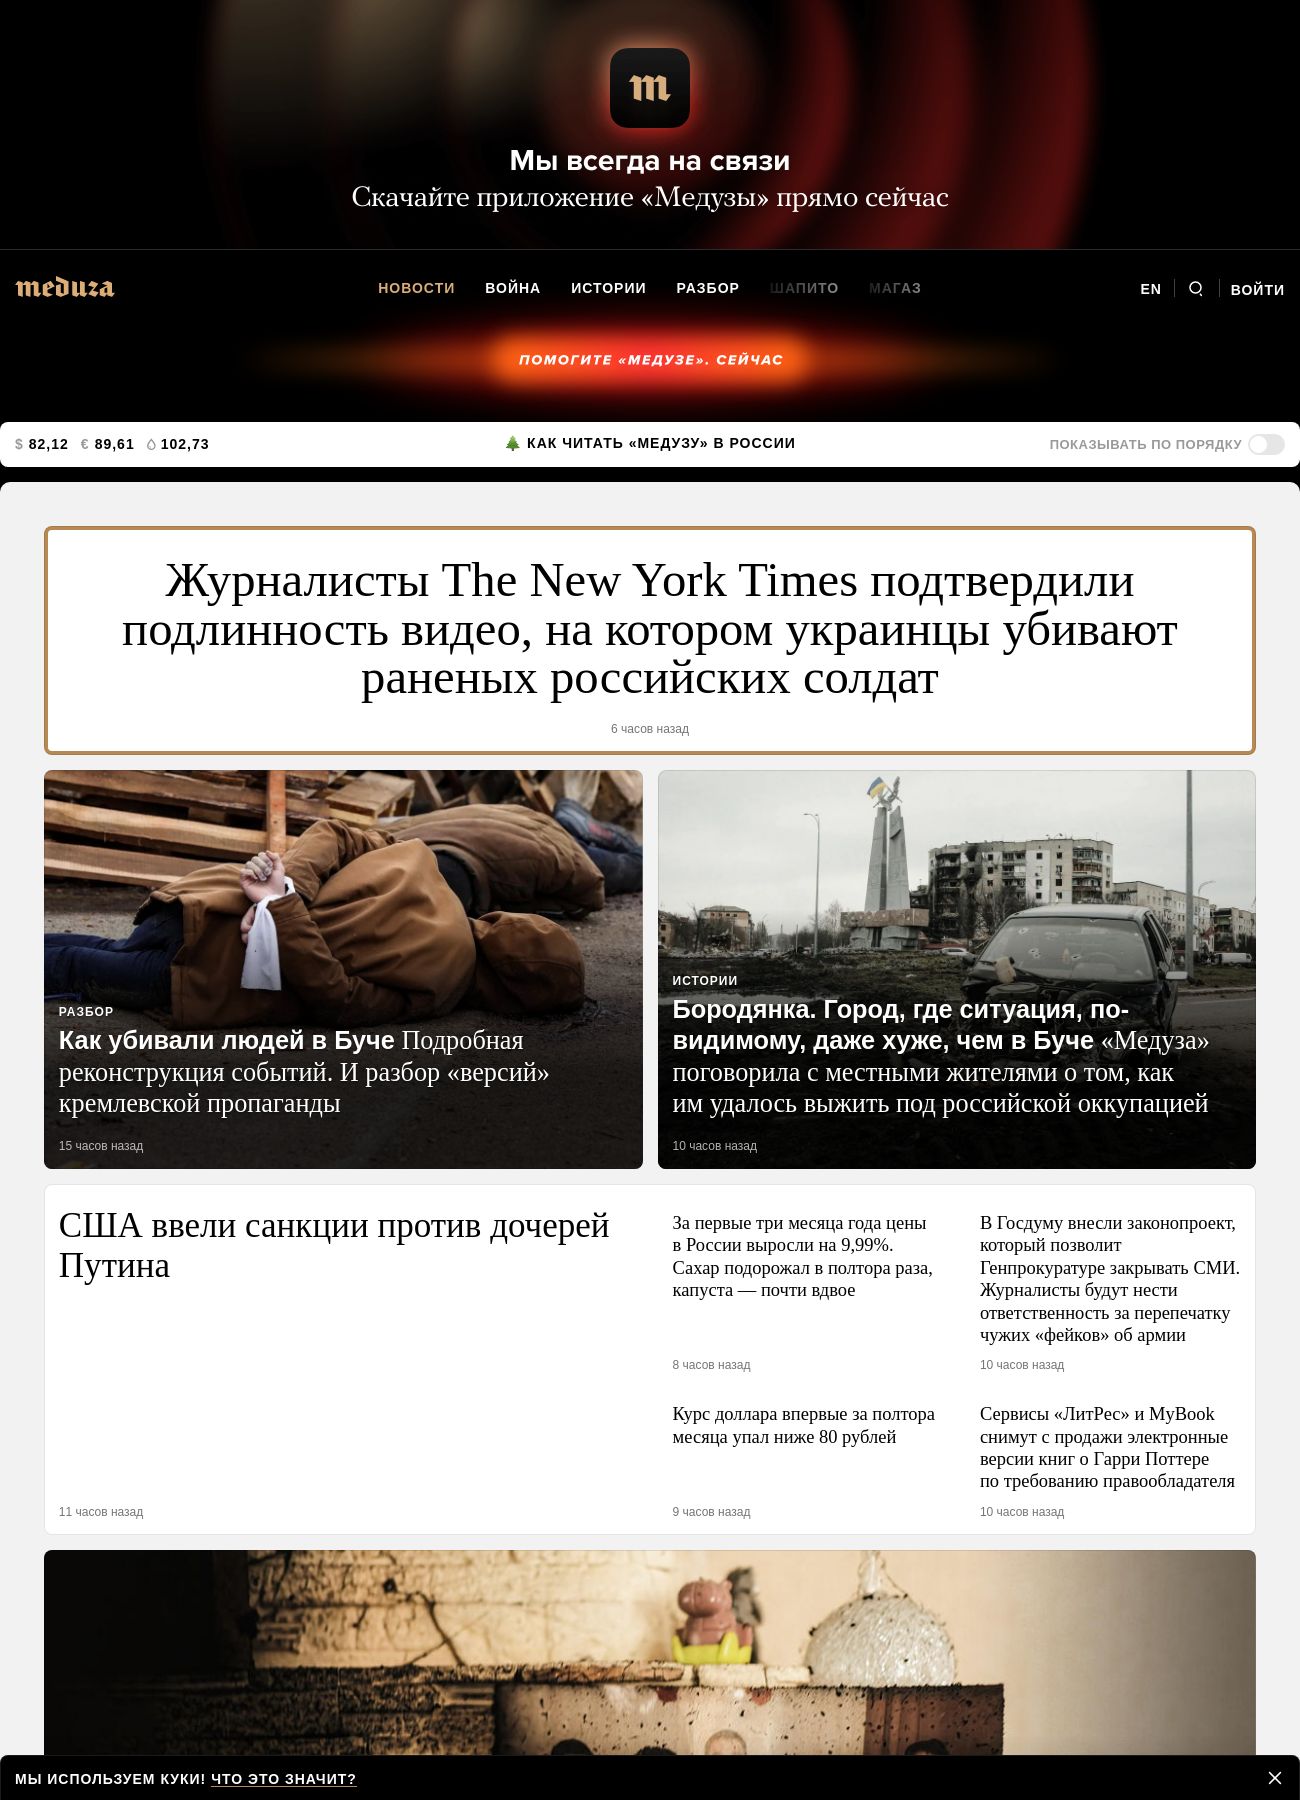 m
Мы всегда на связи
Скачайте приложение «Медузы» прямо сейчас
meduza
НОВОСТИ ВОЙНА ИСТОРИИ РАЗБОР ШАПИТО МАГАЗ
EN ВОЙТИ
ПОМОГИТЕ «МЕДУЗЕ». СЕЙЧАС
$ 82,12 € 89,61 102,73
КАК ЧИТАТЬ «МЕДУЗУ» В РОССИИ
ПОКАЗЫВАТЬ ПО ПОРЯДКУ
Журналисты The New York Times подтвердили
подлинность видео, на котором украинцы убивают
раненых российских солдат
6 часов назад
РАЗБОР
Как убивали людей в Буче Подробная
реконструкция событий. И разбор «версий»
кремлевской пропаганды
15 часов назад
ИСТОРИИ
Бородянка. Город, где ситуация, по-
видимому, даже хуже, чем в Буче «Медуза»
поговорила с местными жителями о том, как
им удалось выжить под российской оккупацией
10 часов назад
США ввели санкции против дочерей
Путина
11 часов назад
За первые три месяца года цены
в России выросли на 9,99%.
Сахар подорожал в полтора раза,
капуста — почти вдвое
8 часов назад
В Госдуму внесли законопроект,
который позволит
Генпрокуратуре закрывать СМИ.
Журналисты будут нести
ответственность за перепечатку
чужих «фейков» об армии
10 часов назад
Курс доллара впервые за полтора
месяца упал ниже 80 рублей
9 часов назад
Сервисы «ЛитРес» и MyBook
снимут с продажи электронные
версии книг о Гарри Поттере
по требованию правообладателя
10 часов назад
МЫ ИСПОЛЬЗУЕМ КУКИ! ЧТО ЭТО ЗНАЧИТ?